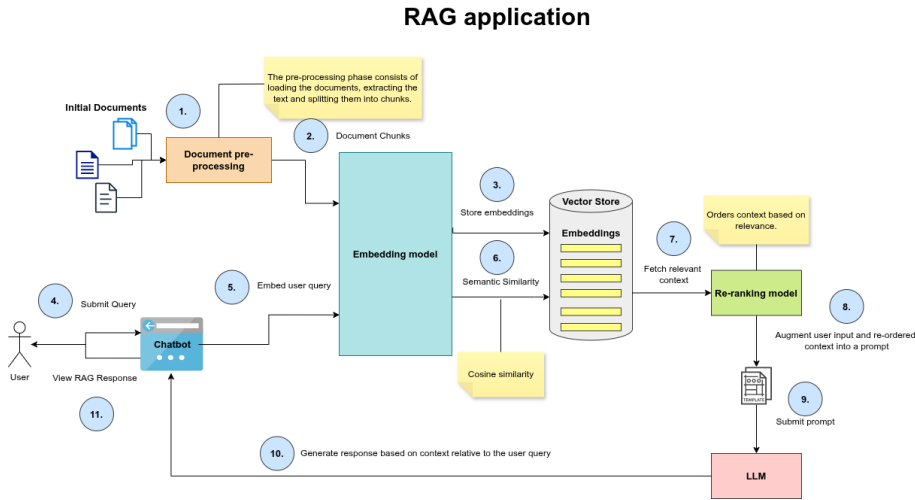 RAG application
The pre-processing phase consists of
loading the documents, extracting the
text and splitting them into chunks.
Initial Documents
1.
2.
Document Chunks
Document pre-
processing
3.
Store embeddings
Vector Store
Embeddings
Orders context based on
relevance.
7.
Fetch relevant
context
Embedding model
6.
Semantic Similarity
5.
Embed user query
Re-ranking model
4.
Submit Query
8.
Augment user input and re-ordered
context into a prompt
Chatbot
User
View RAG Response
Cosine similarity
TEMPLATE
9.
Submit prompt
11.
10.
Generate response based on context relative to the user query
LLM